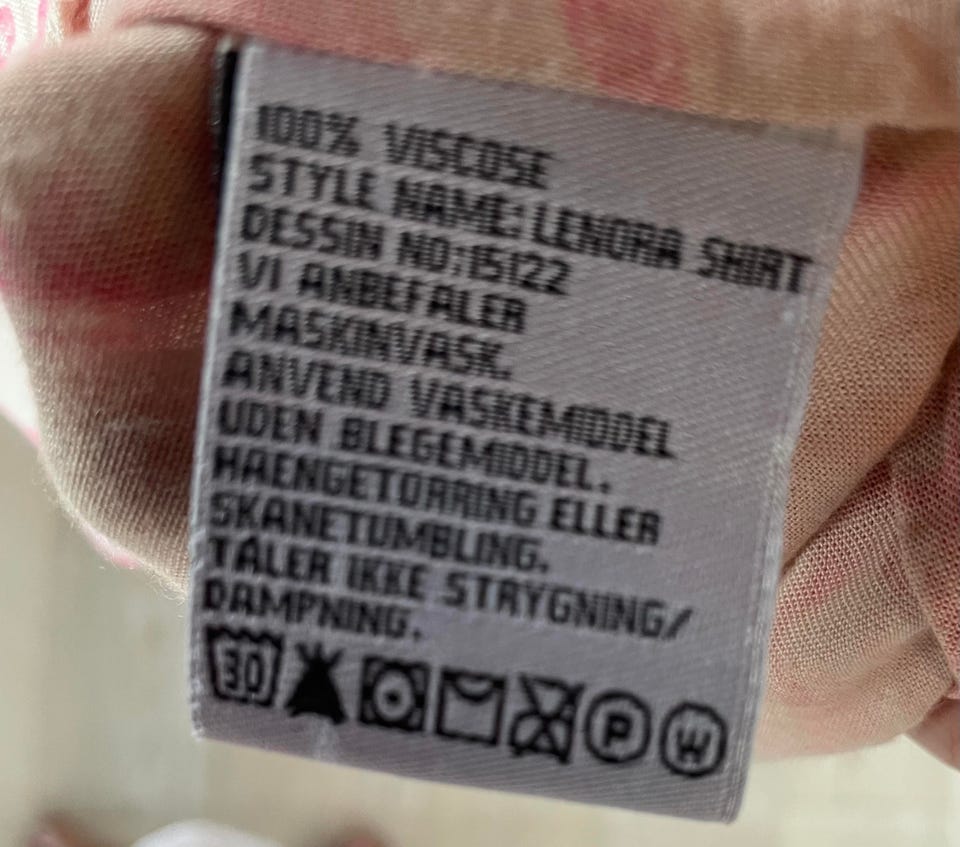 100% VISCOSE
STYLE NAME: LENORA SHIRT
DESSIN NO:15122
VI ANBEFALER
MASKINVASK.
ANVEND VASKEMIDDEL
UDEN BLEGEMIDDEL.
HAENGETORRING ELLER
SKANETUMBLING.
TÅLER IKKE STRYGNING/
DAMPNING.
30 P W